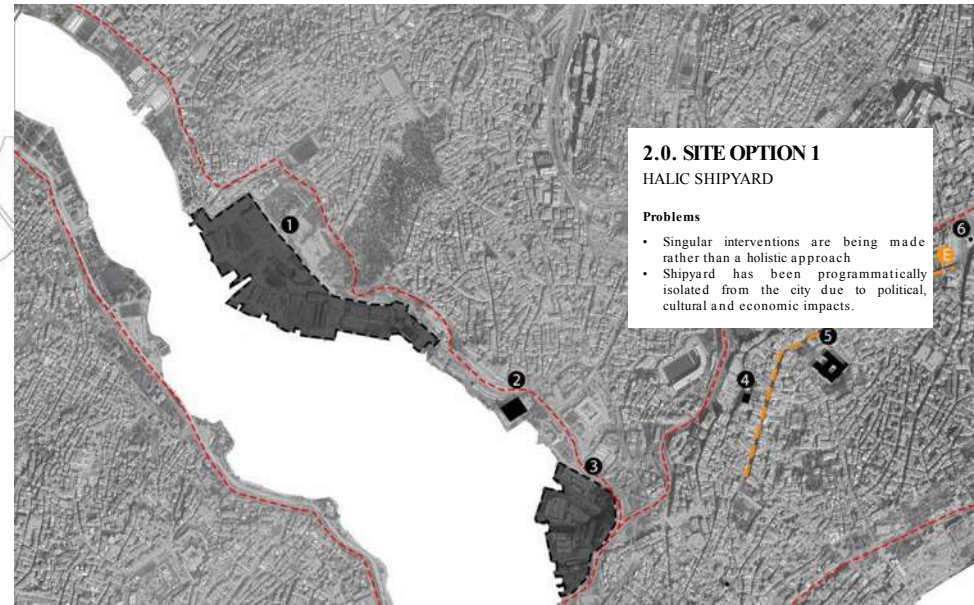 2.0. SITE OPTION 1
HALIC SHIPYARD
Problems
• Singular interventions are being made
rather than a holistic approach
• Shipyard has been programmatically
isolated from the city due to political,
cultural and economic impacts.
1
2
3
4
5
6
E